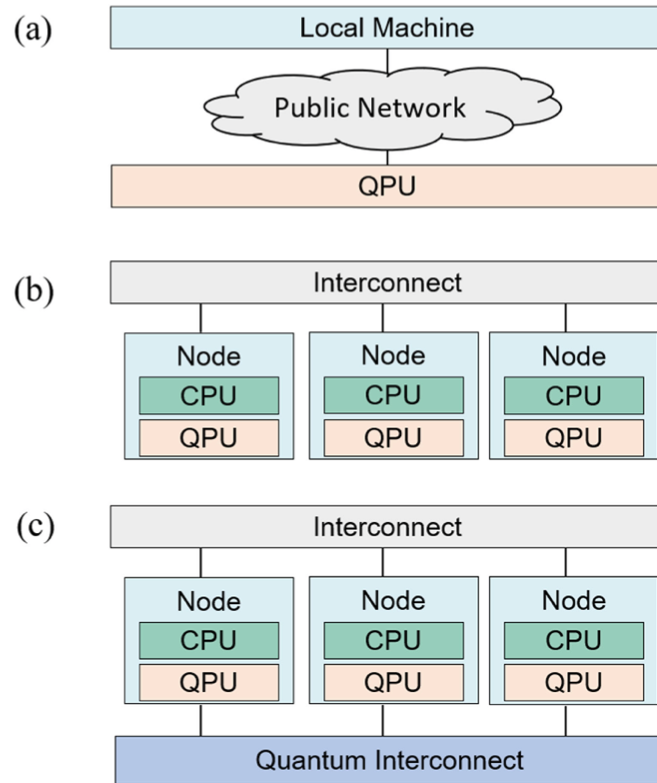 (a)
Local Machine
Public Network
QPU
(b)
Interconnect
Node Node Node
CPU CPU CPU
QPU QPU QPU
(c)
Interconnect
Node Node Node
CPU CPU CPU
QPU QPU QPU
Quantum Interconnect